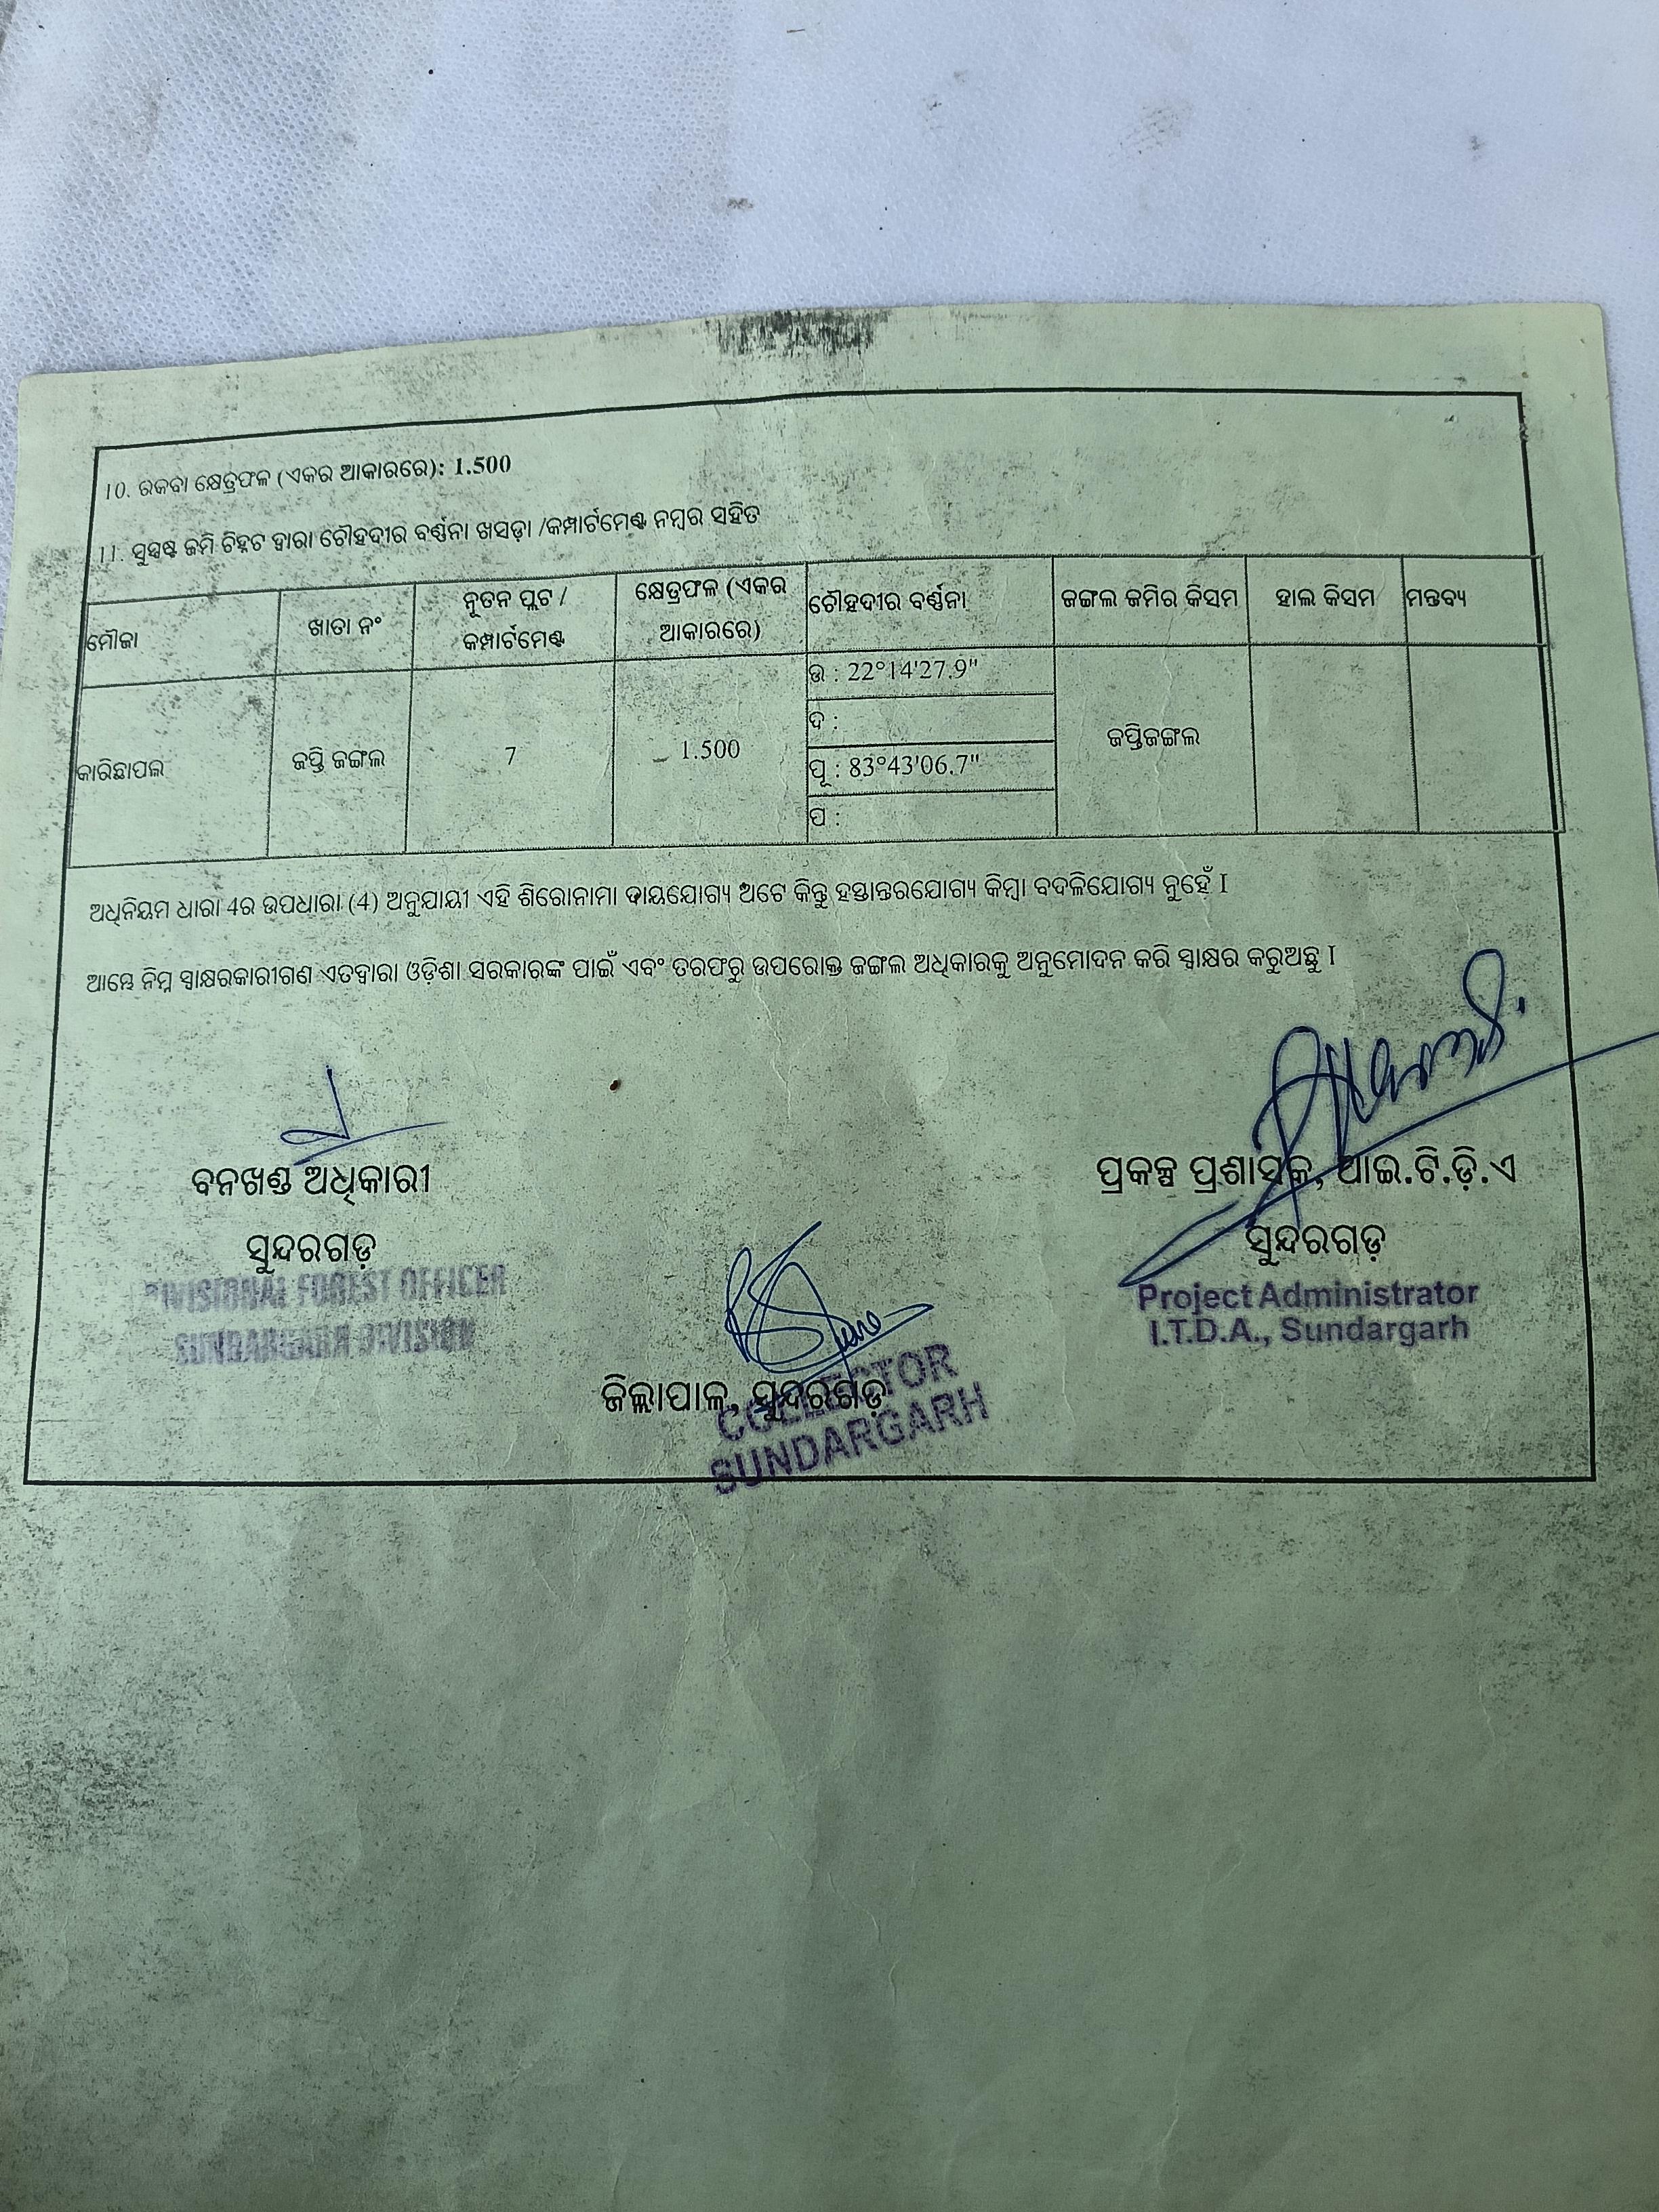 10. ରକବା କ୍ଷେତ୍ରଫଳ (ଏକର ଆକାରରେ): 1.500
11. ସୁସ୍ପଷ୍ଟ ଜମି ଚିହ୍ନଟ ଦ୍ୱାରା ଚୌହଦୀର ବର୍ଣ୍ଣନା ଖସଡ଼ା /କମ୍ପାର୍ଟମେଣ୍ଟ ନମ୍ବର ସହିତ
ମୌଜା ଖାତା ନଂ ନୂତନ ପ୍ଲଟ / କମ୍ପାର୍ଟମେଣ୍ଟ କ୍ଷେତ୍ରଫଳ (ଏକର ଆକାରରେ) ଚୌହଦୀର ବର୍ଣ୍ଣନା ଜଙ୍ଗଲ ଜମିର କିସମ ହାଲ କିସମ ମନ୍ତବ୍ୟ
କାରିଛାପଲ ଜପ୍ତି ଜଙ୍ଗଲ 7 1.500
ଉ : 22°14'27.9"
ଦ :
ପୂ : 83°43'06.7"
ପ :
ଜପ୍ତିଜଙ୍ଗଲ
ଅଧିନିୟମ ଧାରା 4ର ଉପଧାରା (4) ଅନୁଯାୟୀ ଏହି ଶିରୋନାମା ଦାୟଯୋଗ୍ୟ ଅଟେ କିନ୍ତୁ ହସ୍ତାନ୍ତରଯୋଗ୍ୟ କିମ୍ବା ବଦଳିଯୋଗ୍ୟ ନୁହେଁ I
ଆମ୍ଭେ ନିମ୍ନ ସ୍ୱାକ୍ଷରକାରୀଗଣ ଏତଦ୍ୱାରା ଓଡ଼ିଶା ସରକାରଙ୍କ ପାଇଁ ଏବଂ ତରଫରୁ ଉପରୋକ୍ତ ଜଙ୍ଗଲ ଅଧିକାରକୁ ଅନୁମୋଦନ କରି ସ୍ୱାକ୍ଷର କରୁଅଛୁ I
ବନଖଣ୍ଡ ଅଧିକାରୀ
ସୁନ୍ଦରଗଡ଼
DIVISIONAL FOREST OFFICER
SUNDARGARH DIVISION
ପ୍ରକଳ୍ପ ପ୍ରଶାସକ, ଆଇ.ଟି.ଡ଼ି.ଏ
ସୁନ୍ଦରଗଡ଼
Project Administrator
I.T.D.A., Sundargarh
ଜିଲ୍ଲାପାଳ, ସୁନ୍ଦରଗଡ଼
COLLECTOR
SUNDARGARH